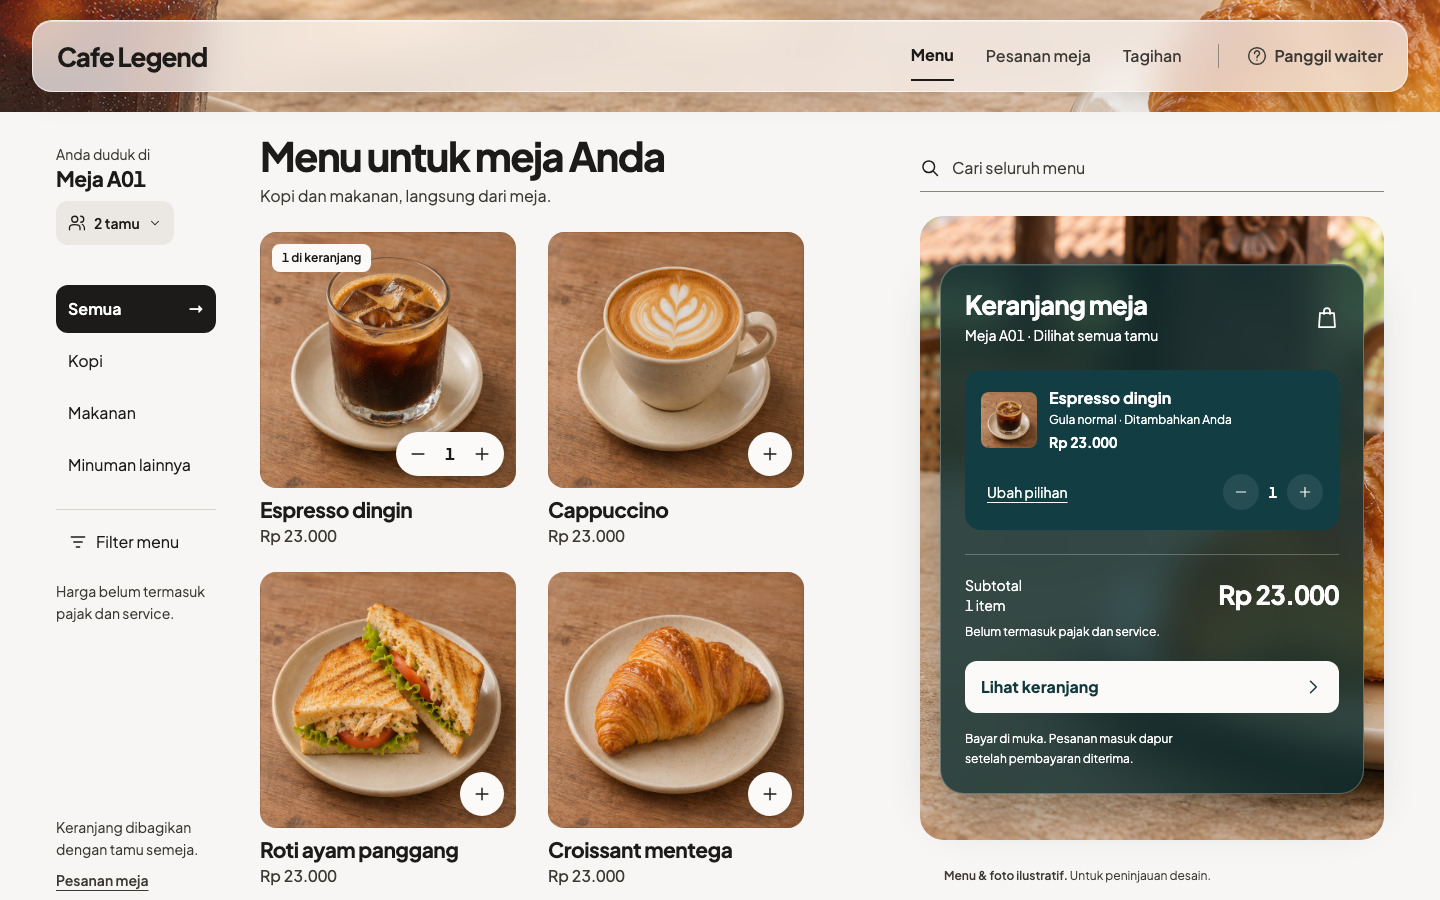 Cafe Legend
Menu
Pesanan meja
Tagihan
Panggil waiter
Anda duduk di
Meja A01
2 tamu
Semua
Kopi
Makanan
Minuman lainnya
Filter menu
Harga belum termasuk
pajak dan service.
Keranjang dibagikan
dengan tamu semeja.
Pesanan meja
Menu untuk meja Anda
Kopi dan makanan, langsung dari meja.
1 di keranjang
1
Espresso dingin
Rp 23.000
Cappuccino
Rp 23.000
Roti ayam panggang
Rp 23.000
Croissant mentega
Rp 23.000
Cari seluruh menu
Keranjang meja
Meja A01 · Dilihat semua tamu
Espresso dingin
Gula normal · Ditambahkan Anda
Rp 23.000
Ubah pilihan
1
Subtotal
1 item
Rp 23.000
Belum termasuk pajak dan service.
Lihat keranjang
Bayar di muka. Pesanan masuk dapur
setelah pembayaran diterima.
Menu & foto ilustratif. Untuk peninjauan desain.